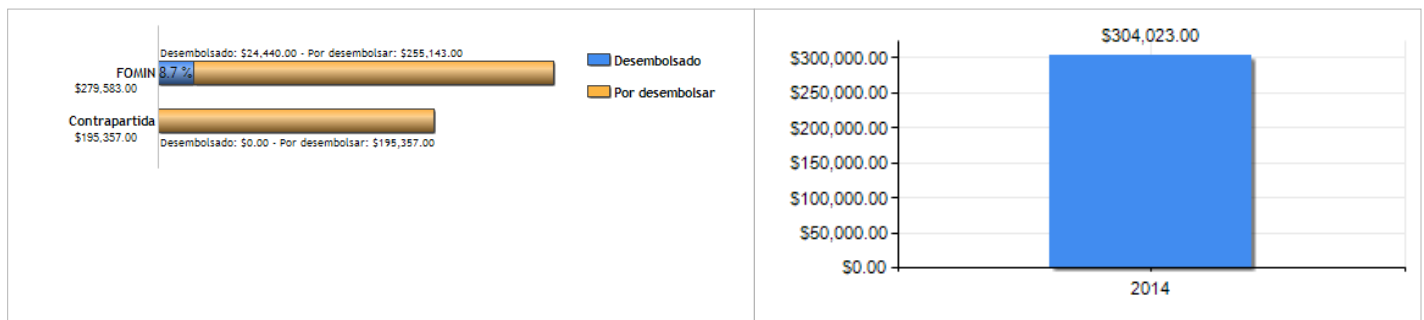 Desembolsado: $24,440.00 - Por desembolsar: $255,143.00
FOMIN
8.7 %
$279,583.00
Contrapartida
$195,357.00
Desembolsado: $0.00 - Por desembolsar: $195,357.00
Desembolsado
Por desembolsar
$304,023.00
$300,000.00
$250,000.00
$200,000.00
$150,000.00
$100,000.00
$50,000.00
$0.00
2014